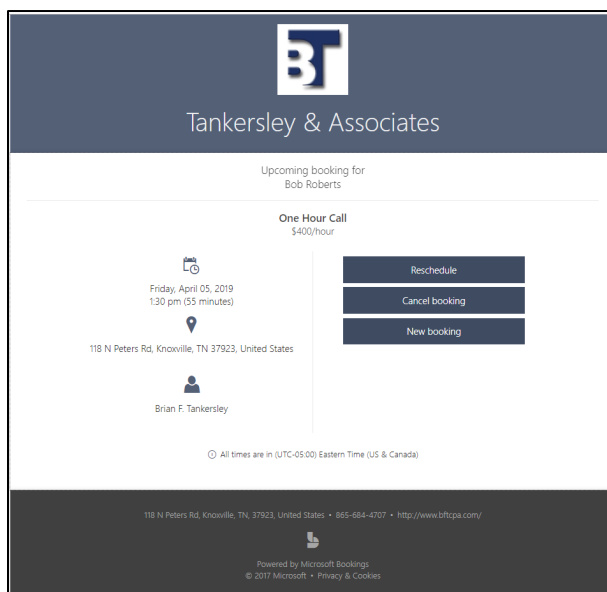 BT
Tankersley & Associates
Upcoming booking for
Bob Roberts
One Hour Call
$400/hour
Friday, April 05, 2019
1:30 pm (55 minutes)
118 N Peters Rd, Knoxville, TN 37923, United States
Brian F. Tankersley
Reschedule
Cancel booking
New booking
All times are in (UTC-05:00) Eastern Time (US & Canada)
118 N Peters Rd, Knoxville, TN, 37923, United States • 865-684-4707 • http://www.bftcpa.com/
Powered by Microsoft Bookings
© 2017 Microsoft • Privacy & Cookies